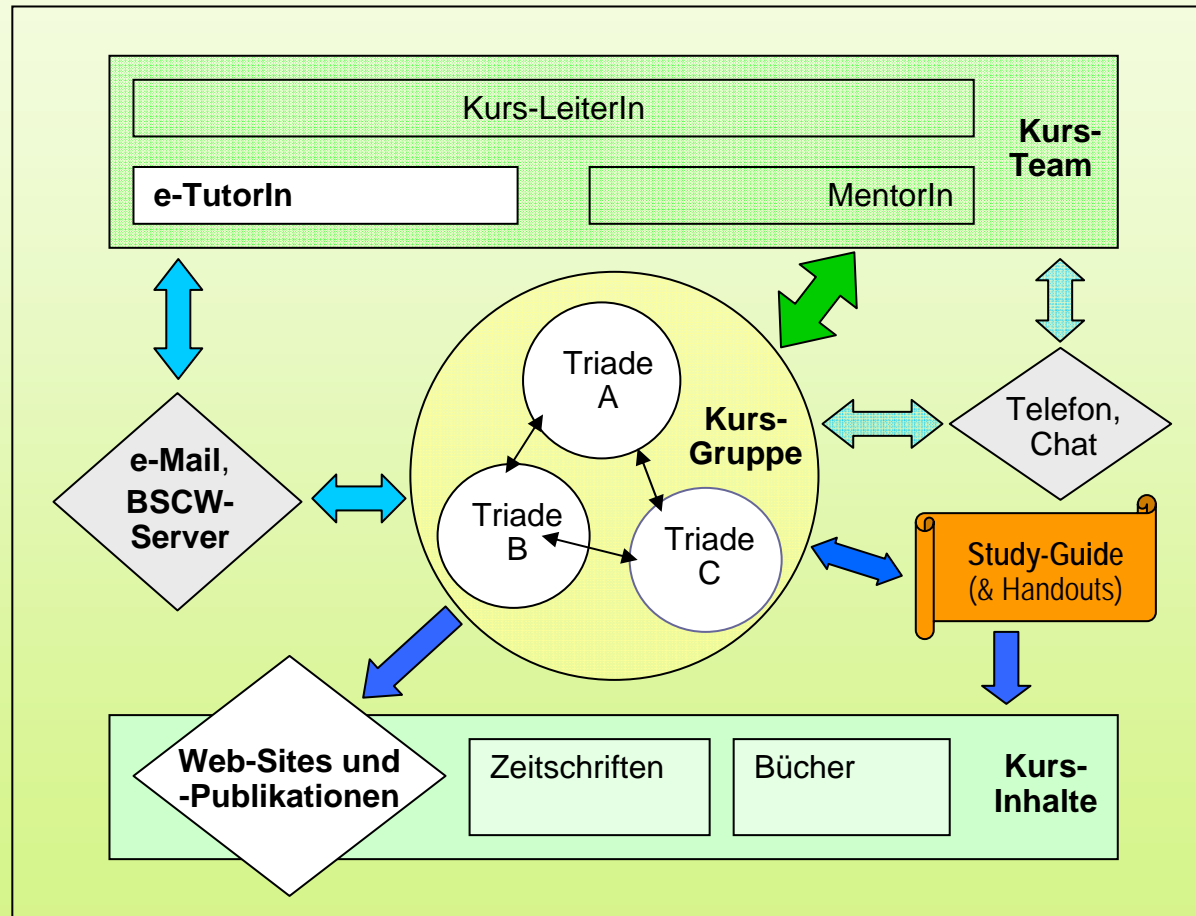 Kurs-LeiterIn
Kurs-
Team
e-TutorIn
MentorIn
Triade
A
Kurs-
Gruppe
Telefon,
Chat
e-Mail,
BSCW-
Server
Triade
B
Triade
C
Study-Guide
(& Handouts)
Web-Sites und
-Publikationen
Zeitschriften
Bücher
Kurs-
Inhalte